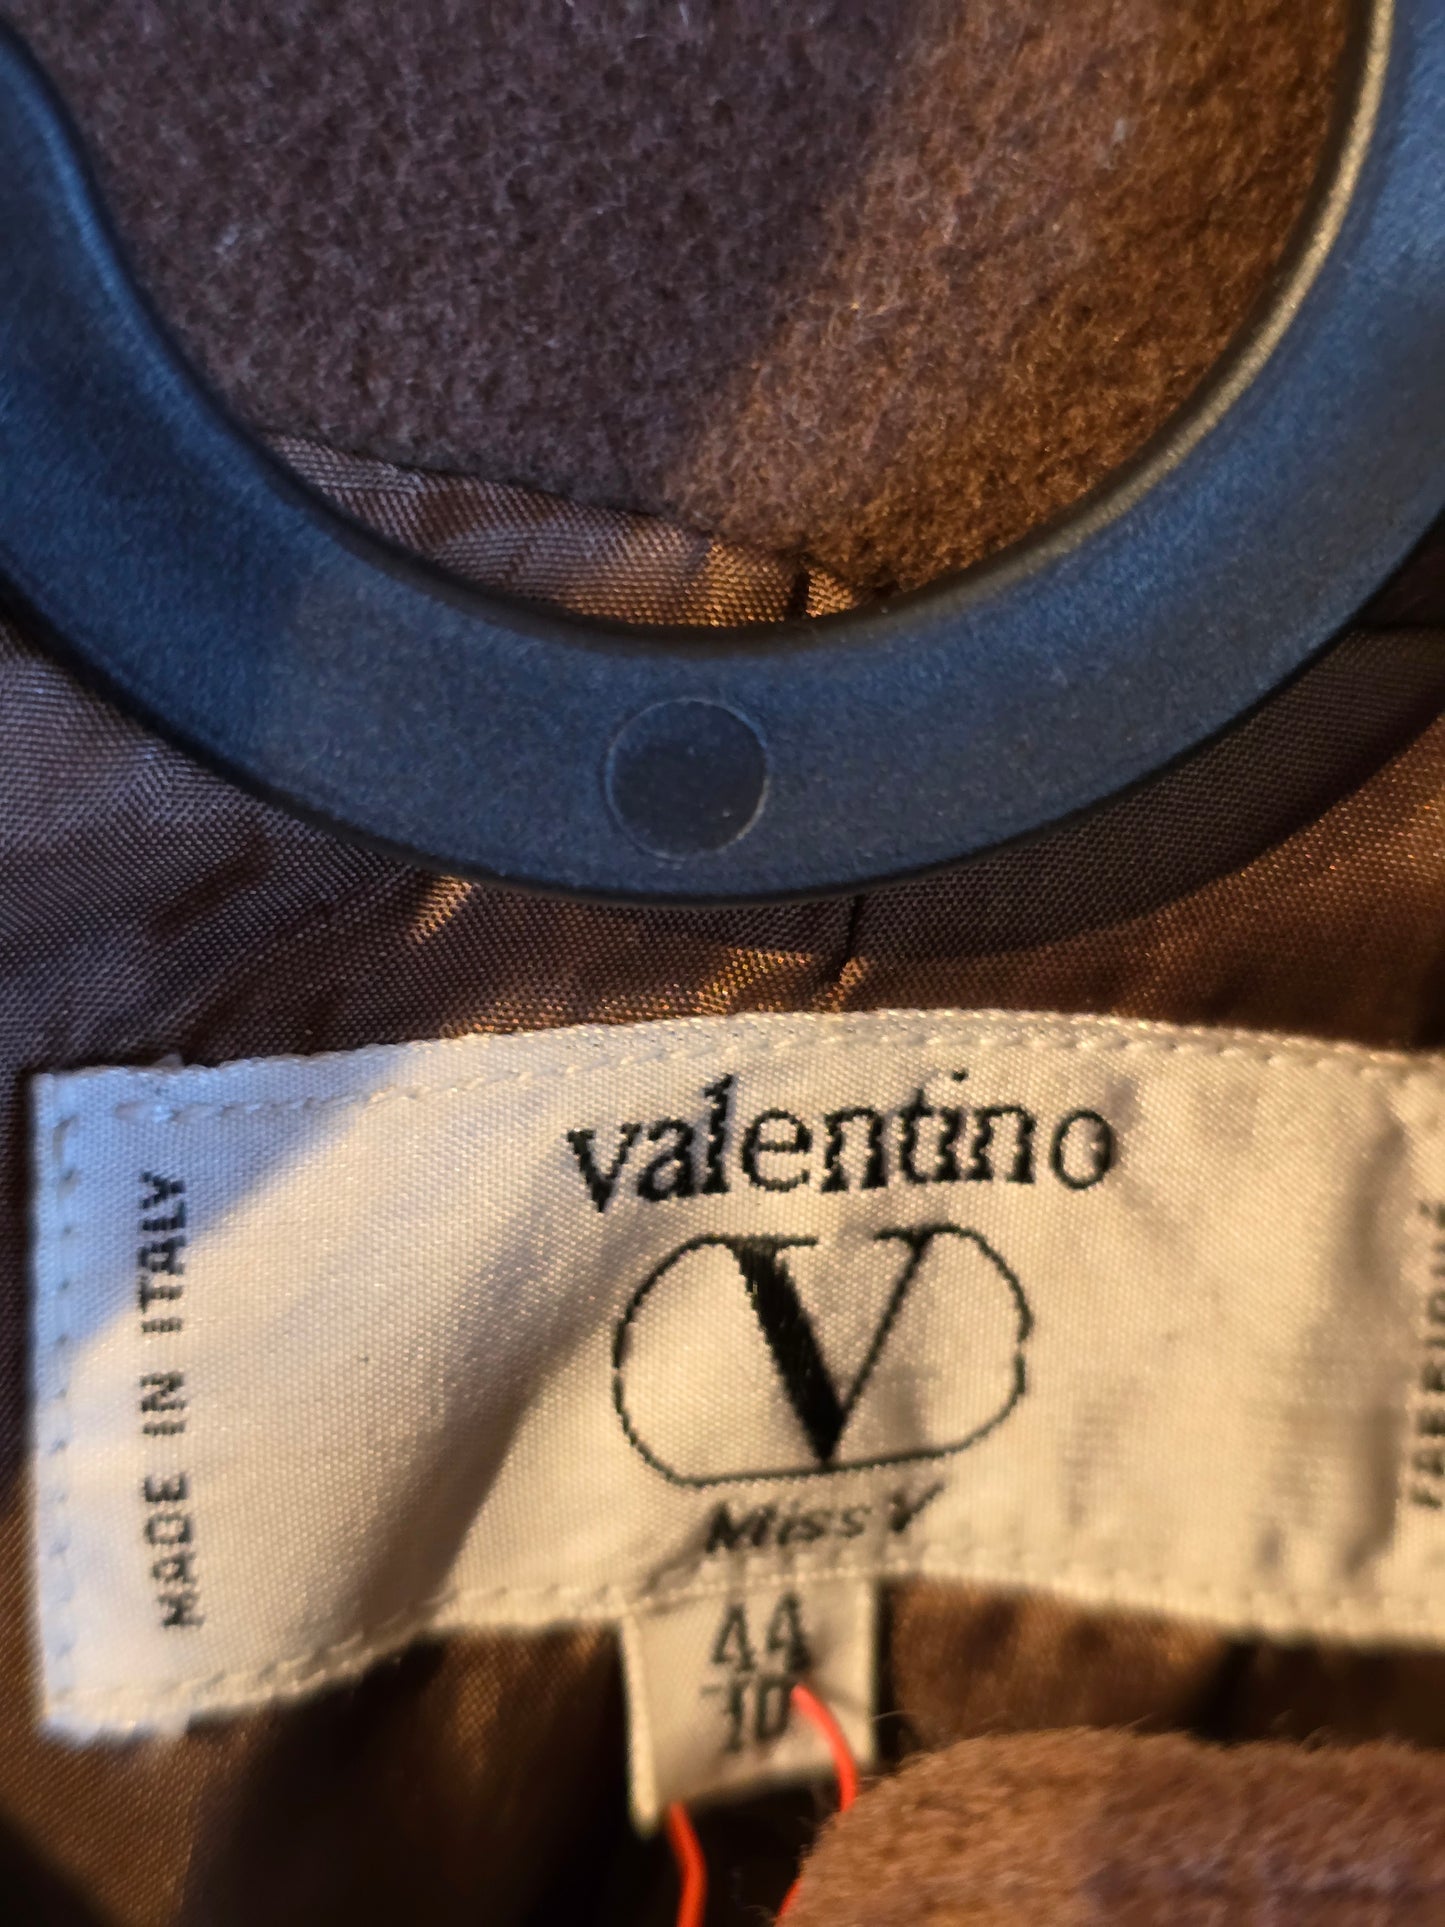 valentino
V
Miss V
44
10
MADE IN ITALY